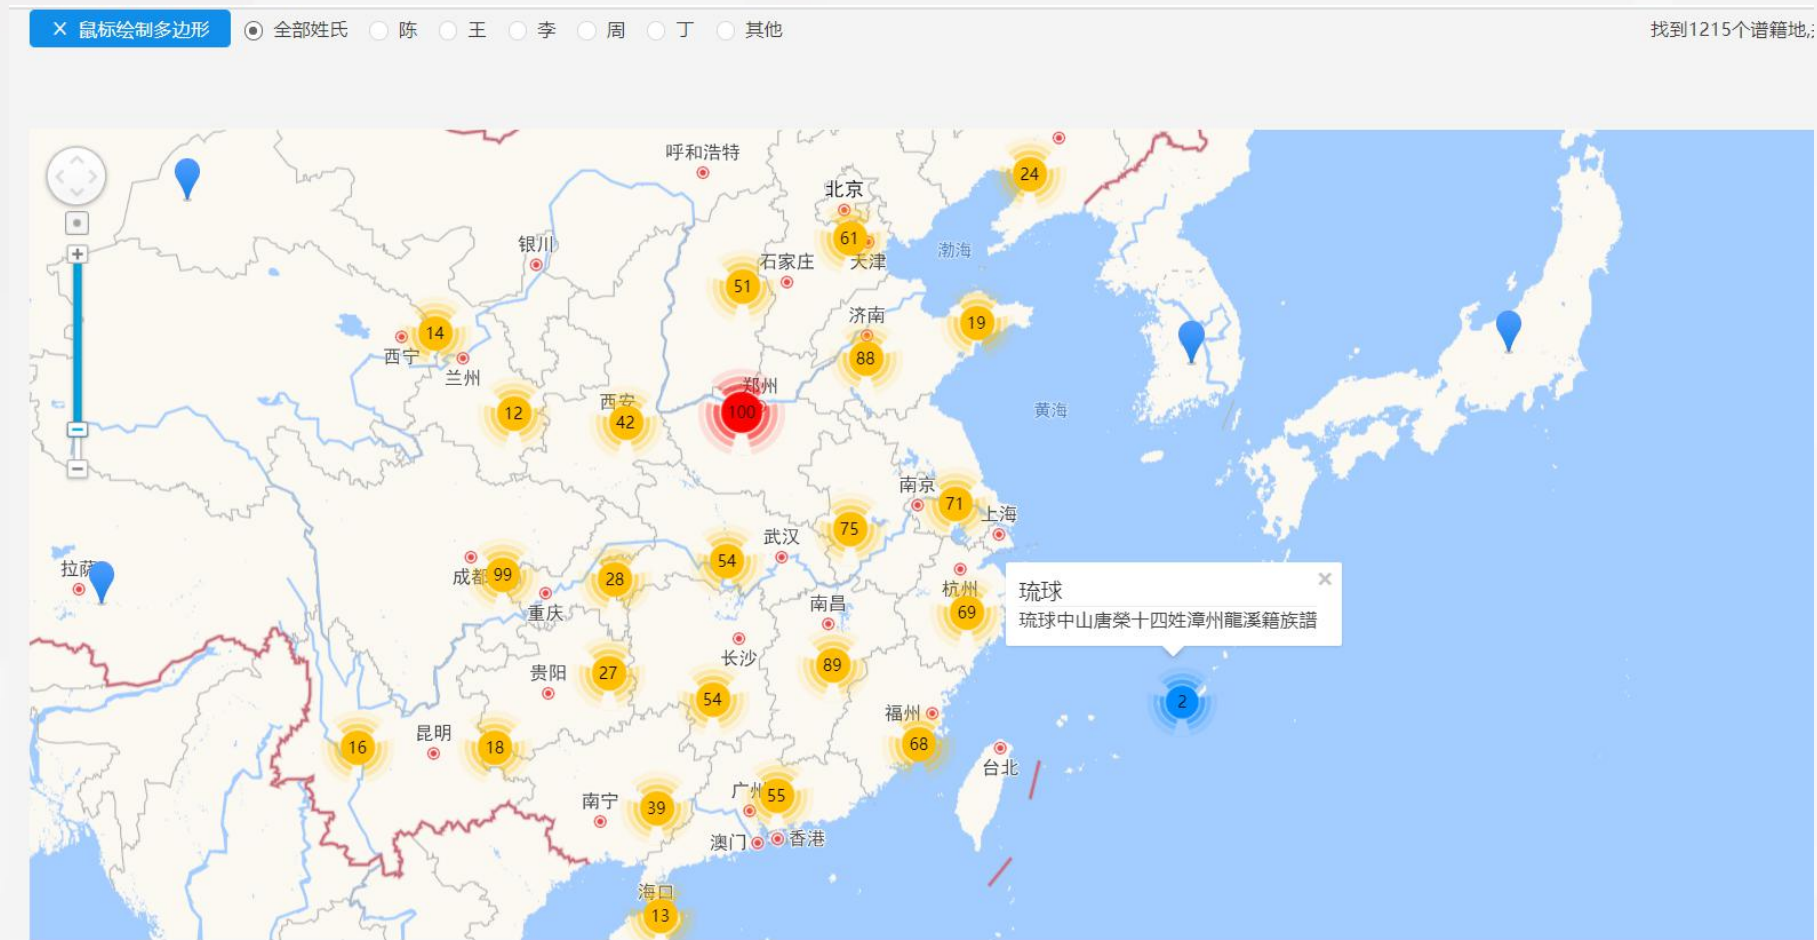 × 鼠标绘制多边形 全部姓氏 陈 王 李 周 丁 其他
找到1215个谱籍地,
呼和浩特
24
北京
61
天津
渤海
银川
石家庄
51
济南
19
14
西宁
兰州
88
郑州
100
西安
42
12
黄海
南京
71
上海
75
武汉
54
拉萨
成都
99
28
重庆
杭州
69
琉球
×
琉球中山唐榮十四姓漳州龍溪籍族譜
南昌
长沙
89
贵阳
27
54
2
福州
68
昆明
16
18
台北
广州
55
南宁
39
澳门
香港
海口
13